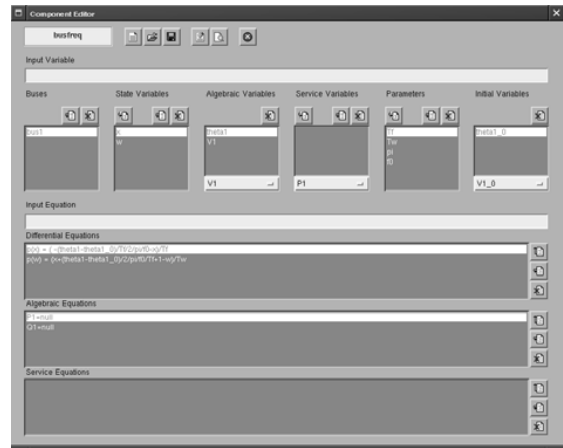 Component Editor
busfreq
Input Variable
Buses State Variables Algebraic Variables Service Variables Parameters Initial Variables
bus1 x theta1 Tf theta1_0
w V1 Tw
pi
f0
V1 P1 V1_0
Input Equation
Differential Equations
p(x) = ( -(theta1-theta1_0)/Tf/2/pi/f0-x)/Tf
p(w) = (x+(theta1-theta1_0)/2/pi/f0/Tf+1-w)/Tw
Algebraic Equations
P1=null
Q1=null
Service Equations